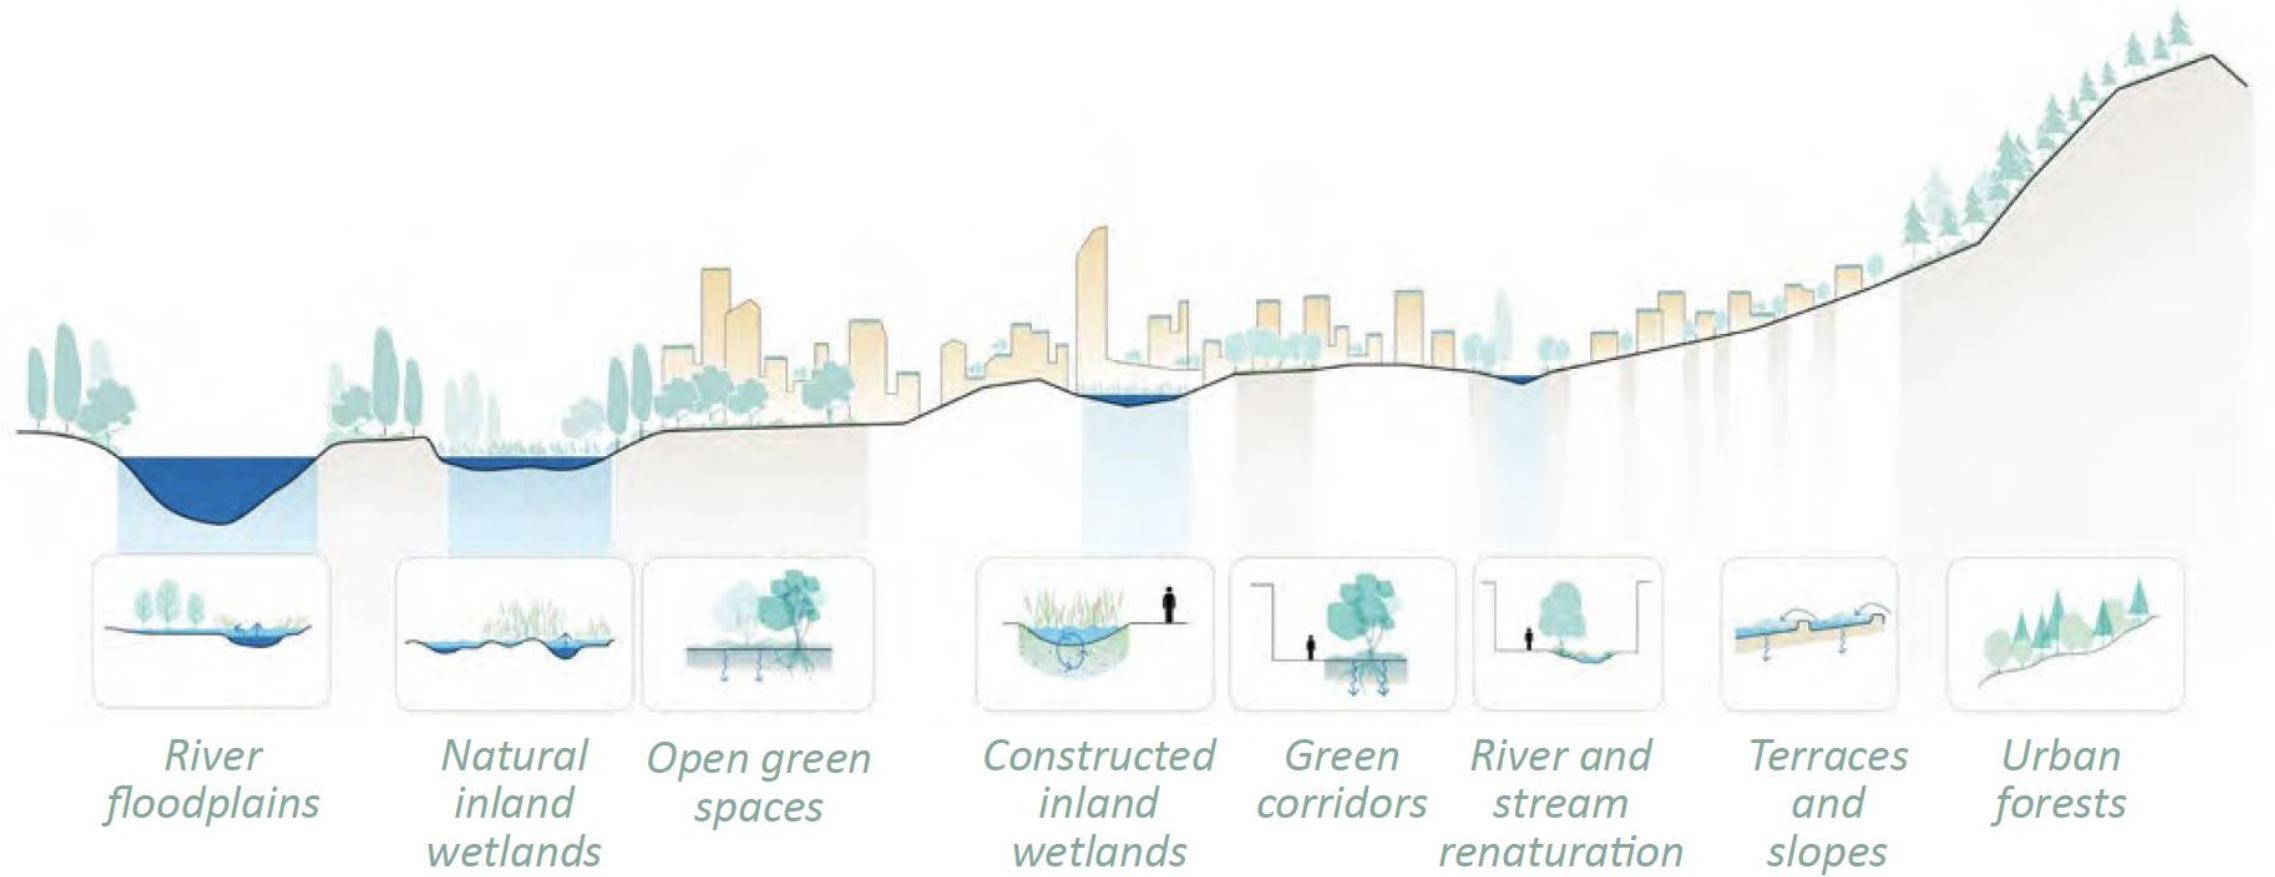 River
floodplains
Natural
inland
wetlands
Open green
spaces
Constructed
inland
wetlands
Green
corridors
River and
stream
renaturation
Terraces
and
slopes
Urban
forests